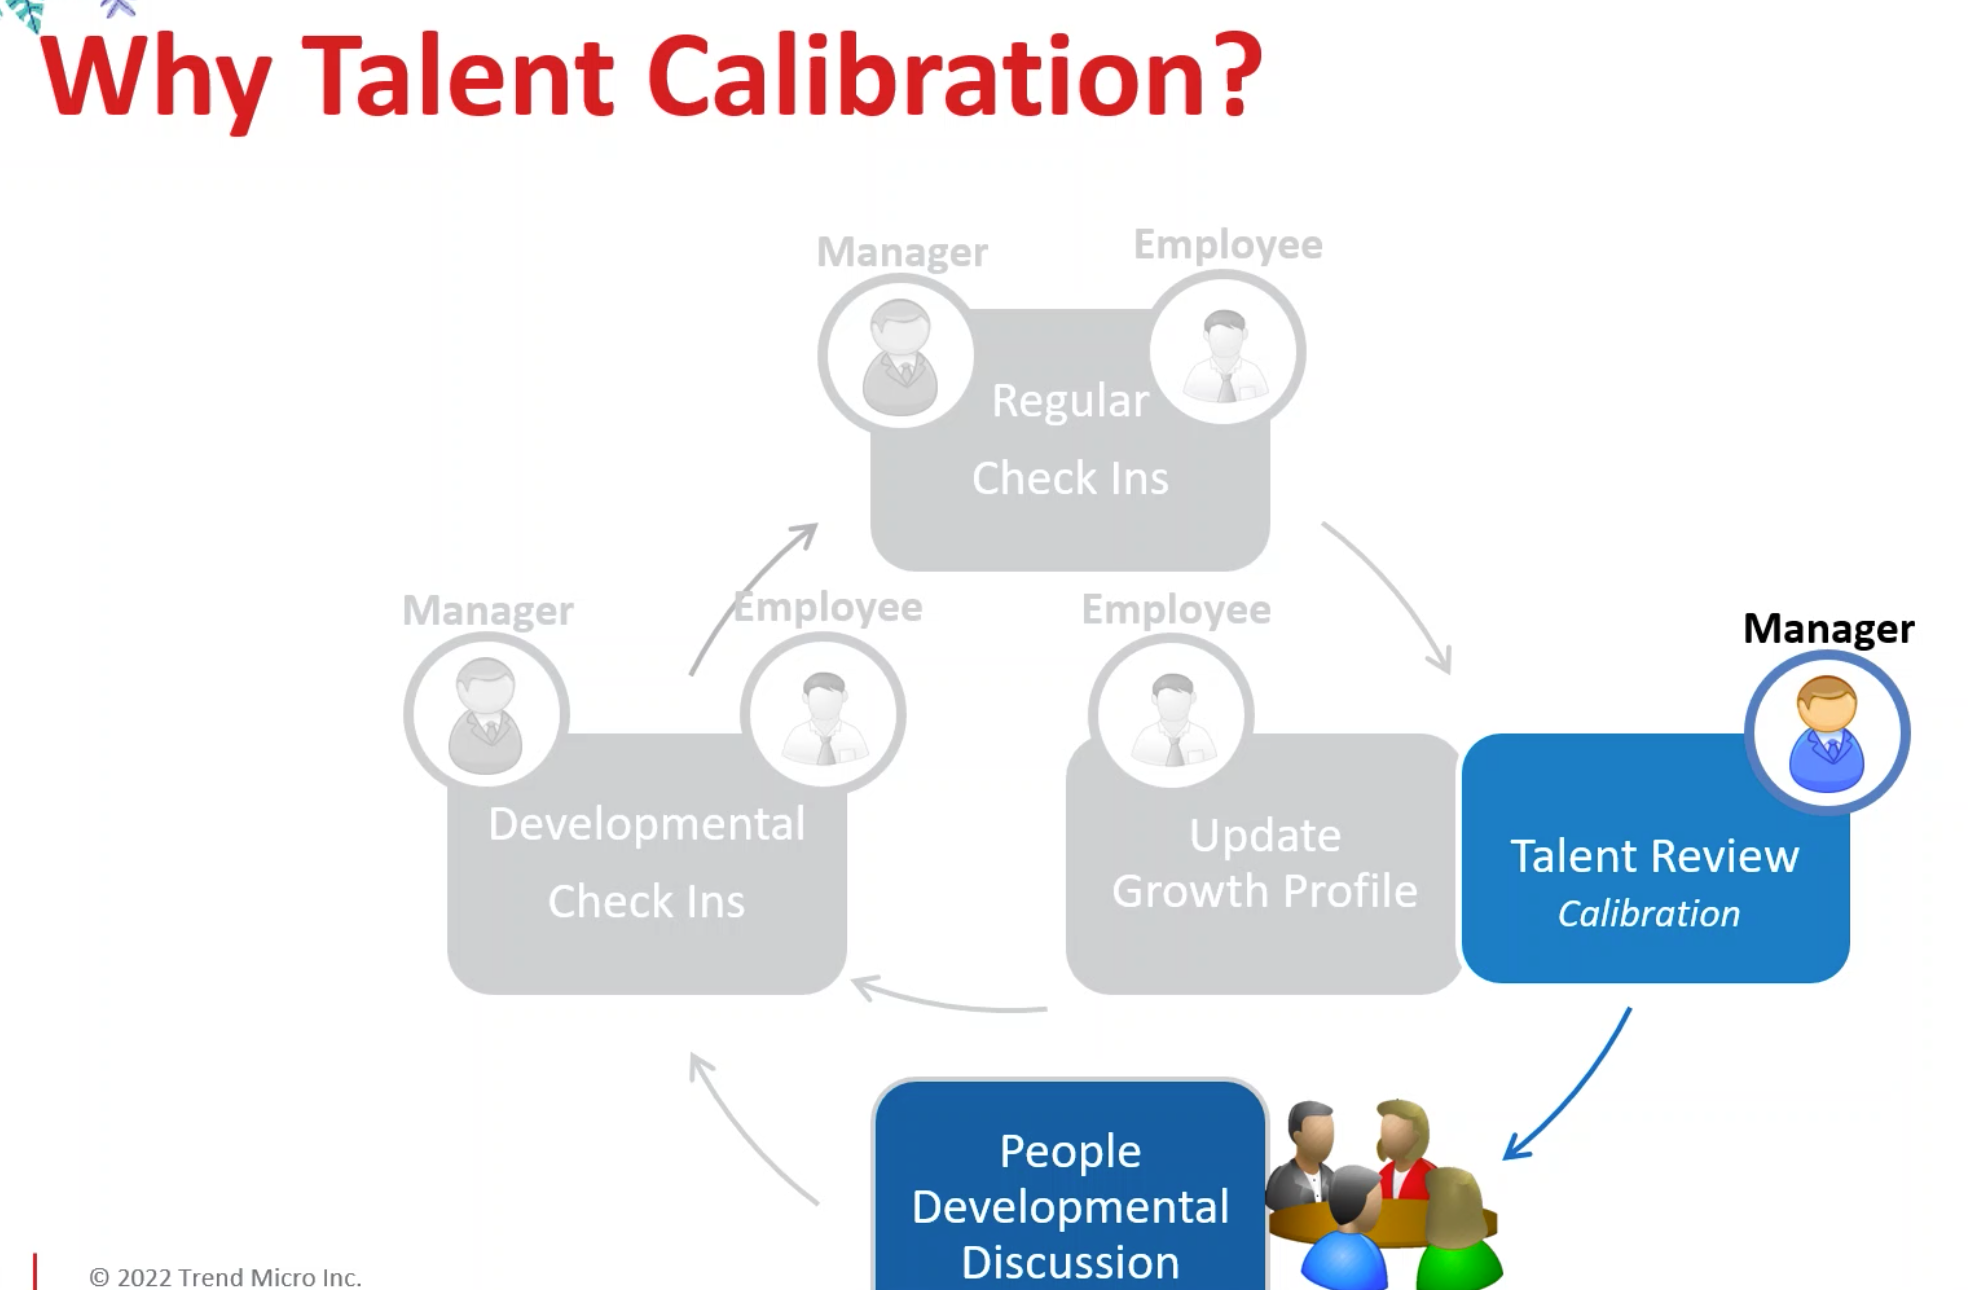 Why Talent Calibration?
Manager
Employee
Regular
Check Ins
Manager
Employee
Developmental
Check Ins
Employee
Update
Growth Profile
Manager
Talent Review
Calibration
People
Developmental
Discussion
© 2022 Trend Micro Inc.